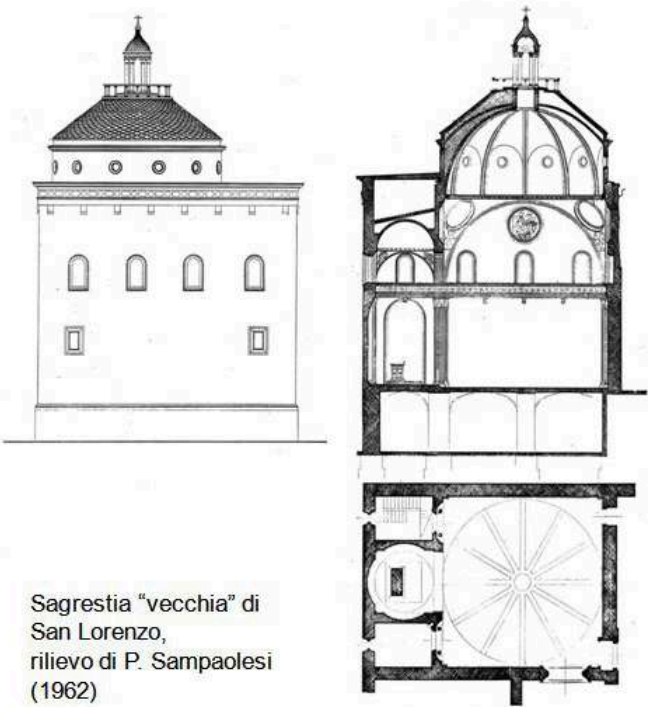 Sagrestia “vecchia” di
San Lorenzo,
rilievo di P. Sampaolesi
(1962)